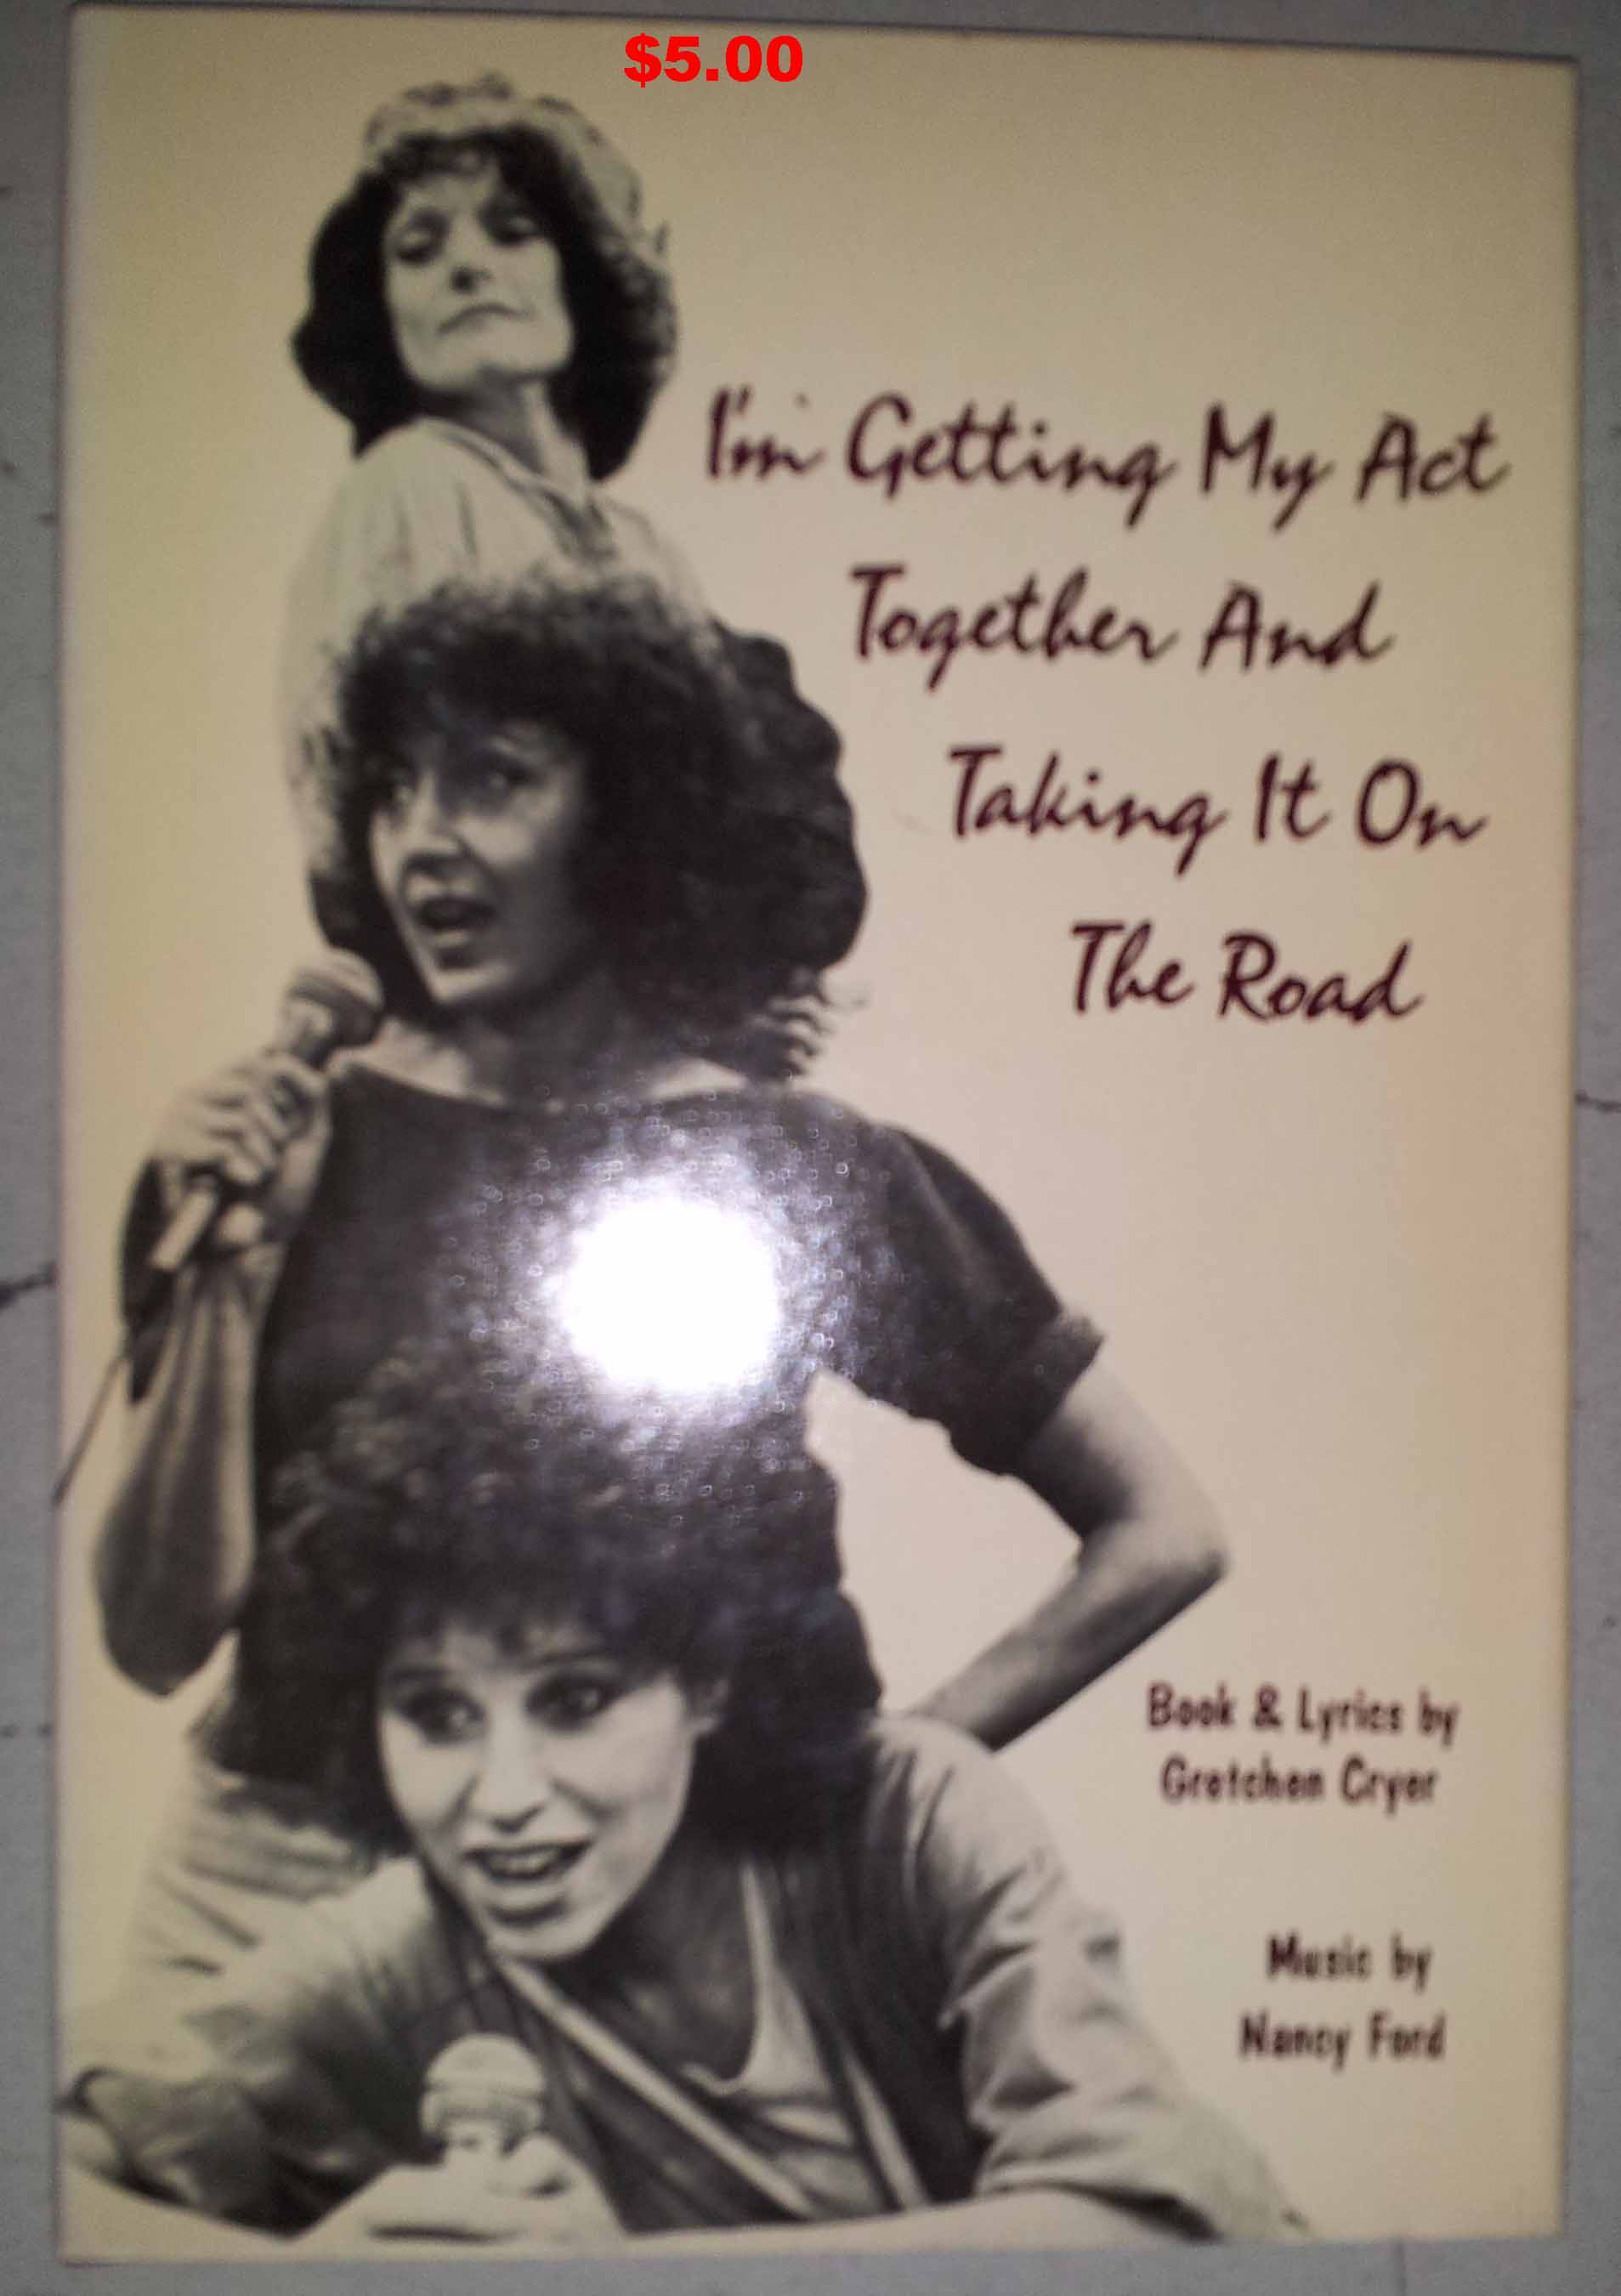 $5.00
I'm Getting My Act
Together And
Taking It On
The Road
Book & Lyrics by
Gretchen Cryer
Music by
Nancy Ford